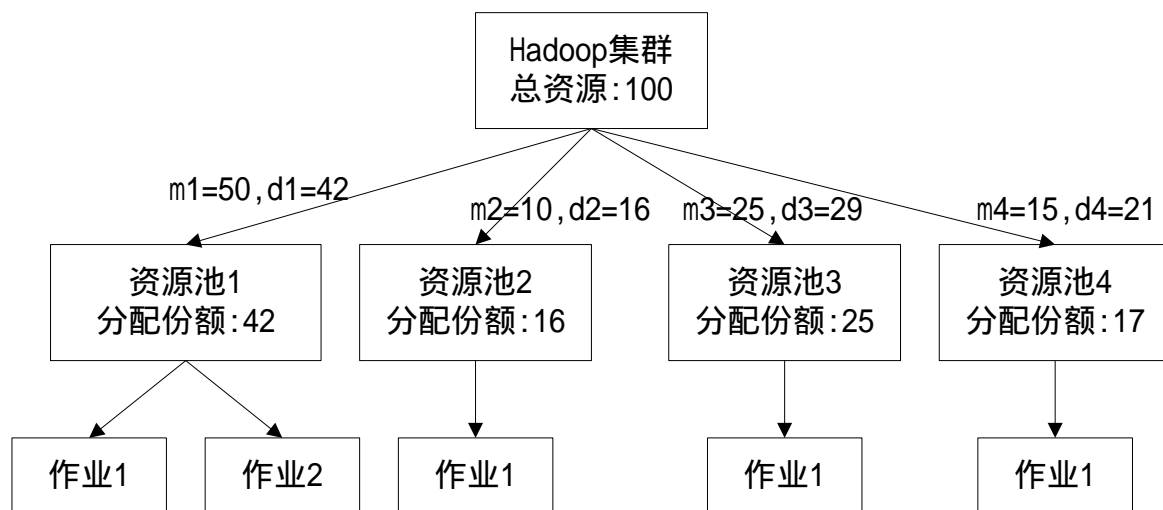 Hadoop集群
总资源:100
m1=50,d1=42
m2=10,d2=16
m3=25,d3=29
m4=15,d4=21
资源池1
分配份额:42
资源池2
分配份额:16
资源池3
分配份额:25
资源池4
分配份额:17
作业1
作业2
作业1
作业1
作业1